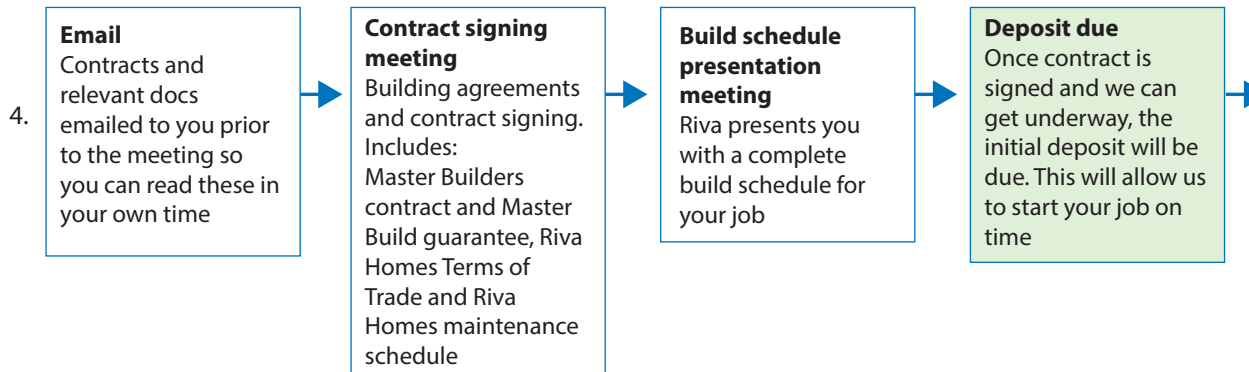 4.
Email
Contracts and
relevant docs
emailed to you prior
to the meeting so
you can read these in
your own time
Contract signing
meeting
Building agreements
and contract signing.
Includes:
Master Builders
contract and Master
Build guarantee, Riva
Homes Terms of
Trade and Riva
Homes maintenance
schedule
Build schedule
presentation
meeting
Riva presents you
with a complete
build schedule for
your job
Deposit due
Once contract is
signed and we can
get underway, the
initial deposit will be
due. This will allow us
to start your job on
time